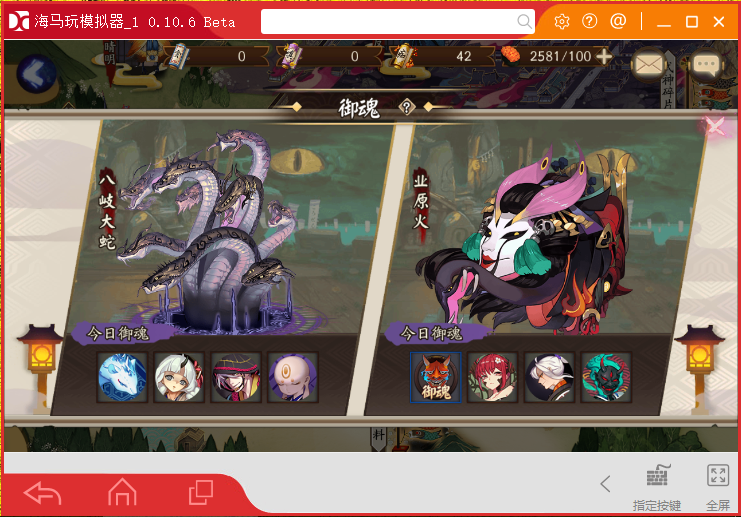 海马玩模拟器_1 0.10.6 Beta
0
0
42
2581/100
御魂
?
八岐大蛇
业原火
今日御魂
今日御魂
御魂
料
指定按键
全屏